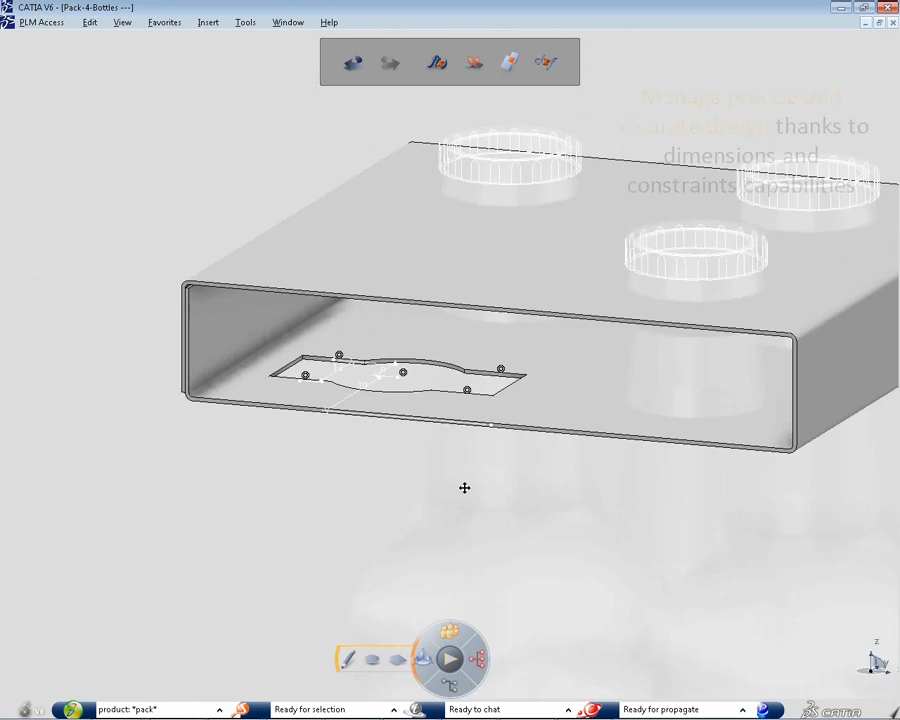 CATIA V6 - [Pack-4-Bottles ---]
PLM Access Edit View Favorites Insert Tools Window Help
Manage precise and
accurate design thanks to
dimensions and
constraints capabilities
z
product: *pack* Ready for selection Ready to chat Ready for propagate CATIA